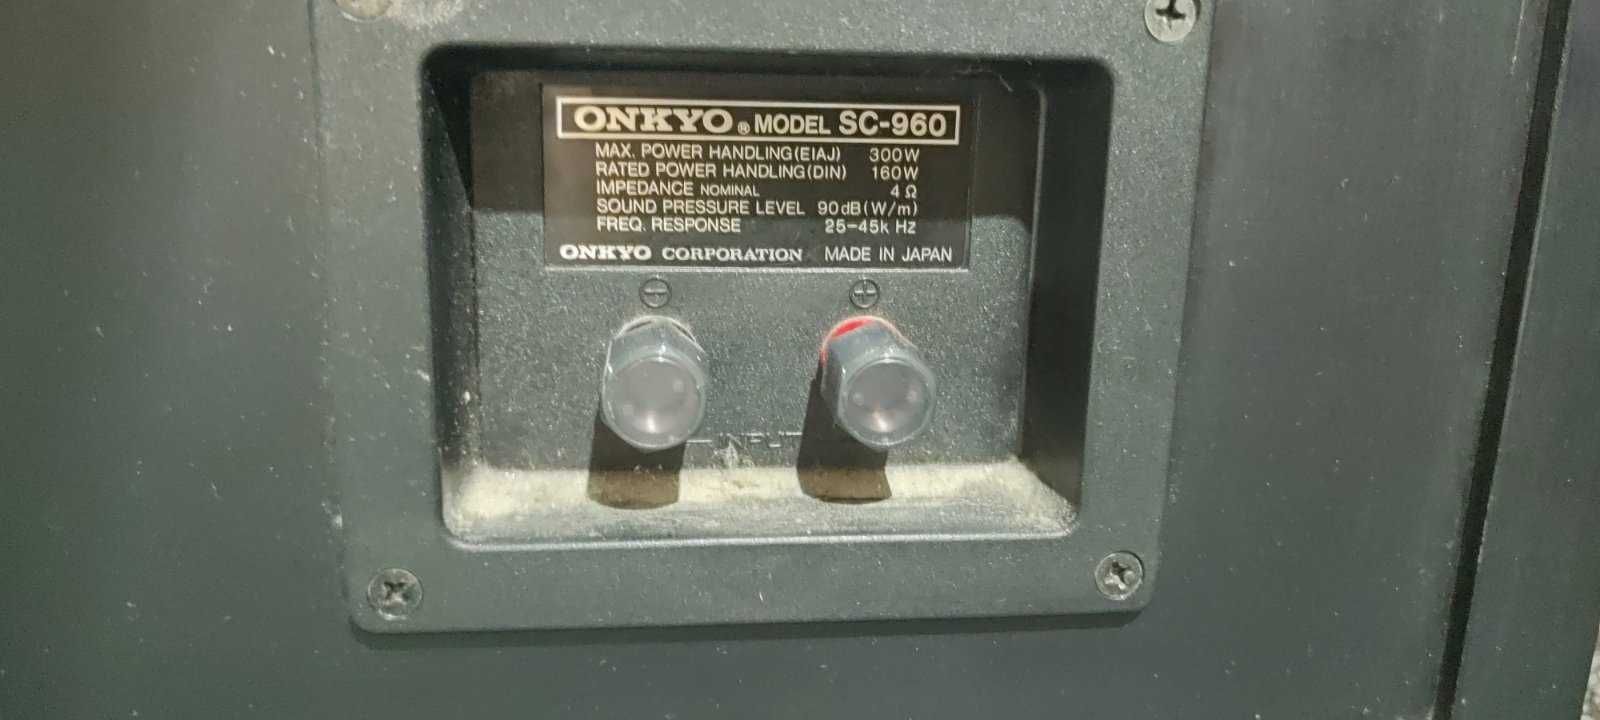 ONKYO® MODEL SC-960
MAX. POWER HANDLING(EIAJ) 300W
RATED POWER HANDLING(DIN) 160W
IMPEDANCE NOMINAL 4Ω
SOUND PRESSURE LEVEL 90dB(W/m)
FREQ. RESPONSE 25-45k Hz
ONKYO CORPORATION MADE IN JAPAN
⊖ ⊕
INPUT